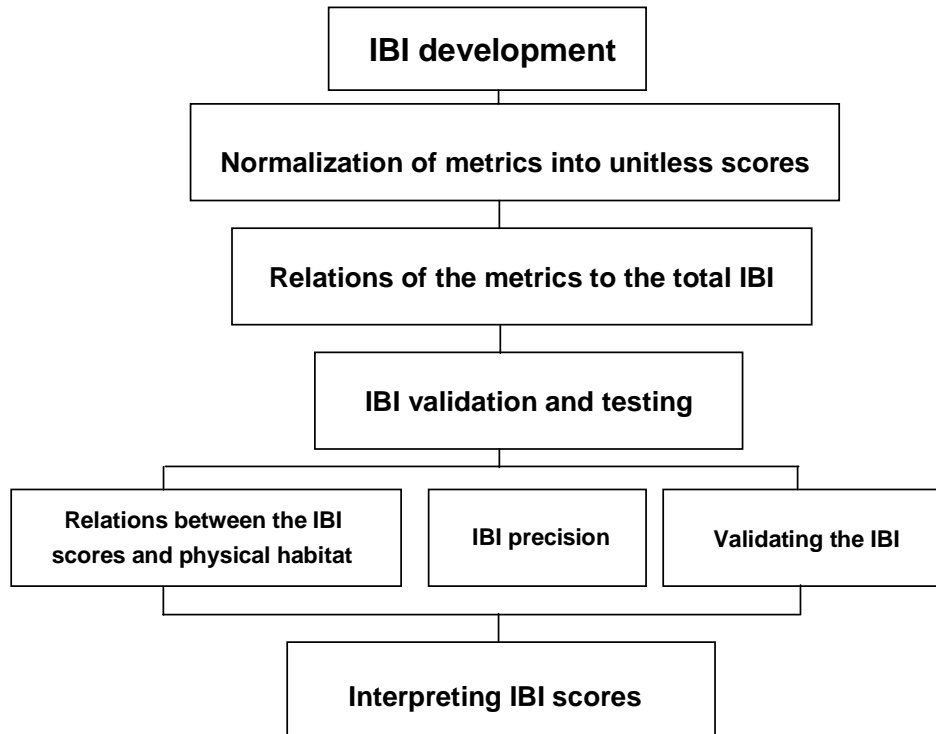 IBI development
Normalization of metrics into unitless scores
Relations of the metrics to the total IBI
IBI validation and testing
Relations between the IBI
scores and physical habitat
IBI precision
Validating the IBI
Interpreting IBI scores